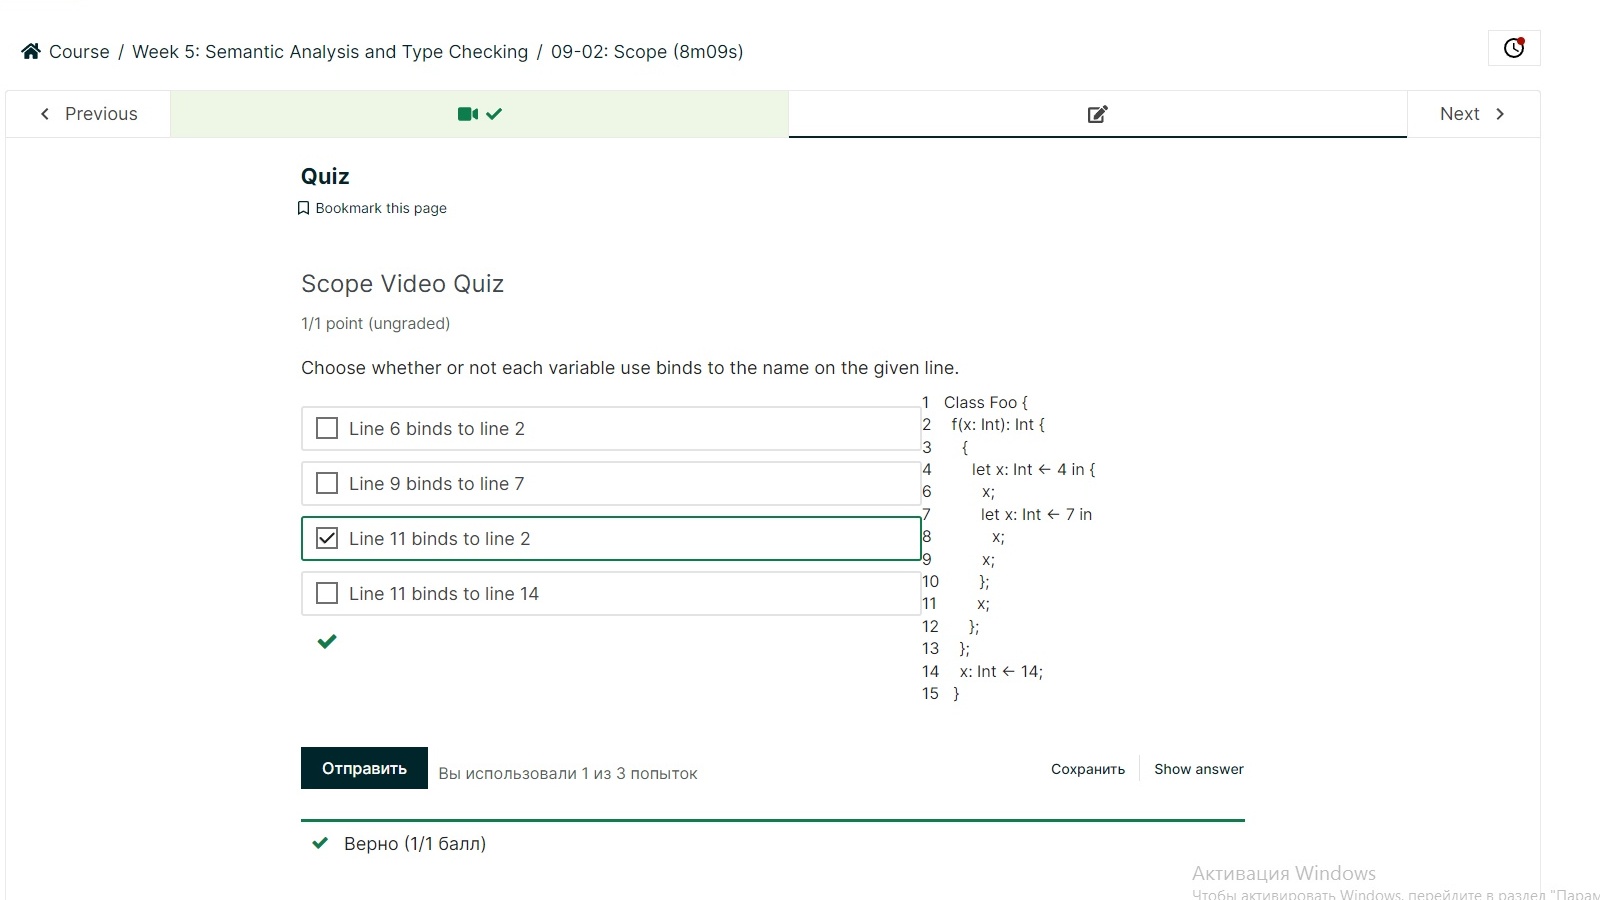 Course / Week 5: Semantic Analysis and Type Checking / 09-02: Scope (8m09s)
Previous
Next
Quiz
Bookmark this page
Scope Video Quiz
1/1 point (ungraded)
Choose whether or not each variable use binds to the name on the given line.
Line 6 binds to line 2
Line 9 binds to line 7
Line 11 binds to line 2
Line 11 binds to line 14
1 Class Foo {
2 f(x: Int): Int {
3 {
4 let x: Int ← 4 in {
6 x;
7 let x: Int ← 7 in
8 x;
9 x;
10 };
11 x;
12 };
13 };
14 x: Int ← 14;
15 }
Отправить
Вы использовали 1 из 3 попыток
Сохранить
Show answer
Верно (1/1 балл)
Активация Windows
Чтобы активировать Windows, перейдите в раздел "Парам